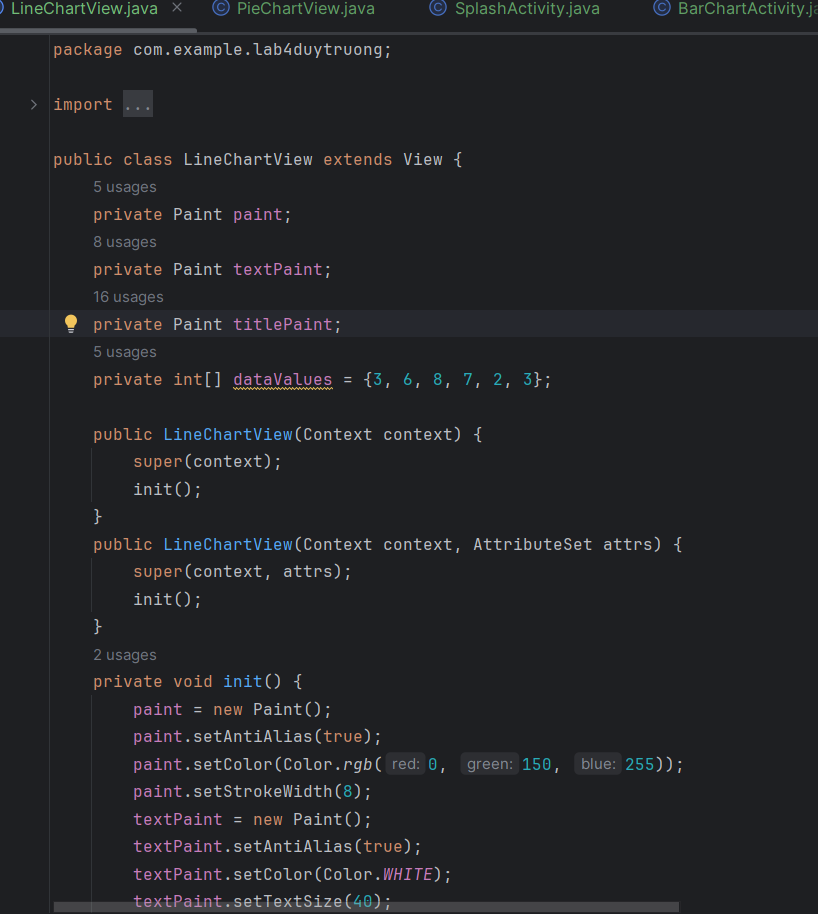 LineChartView.java × PieChartView.java SplashActivity.java BarChartActivity.j
package com.example.lab4duytruong;
import ...
public class LineChartView extends View {
5 usages
private Paint paint;
8 usages
private Paint textPaint;
16 usages
private Paint titlePaint;
5 usages
private int[] dataValues = {3, 6, 8, 7, 2, 3};
public LineChartView(Context context) {
super(context);
init();
}
public LineChartView(Context context, AttributeSet attrs) {
super(context, attrs);
init();
}
2 usages
private void init() {
paint = new Paint();
paint.setAntiAlias(true);
paint.setColor(Color.rgb( red: 0, green: 150, blue: 255));
paint.setStrokeWidth(8);
textPaint = new Paint();
textPaint.setAntiAlias(true);
textPaint.setColor(Color.WHITE);
textPaint.setTextSize(40);